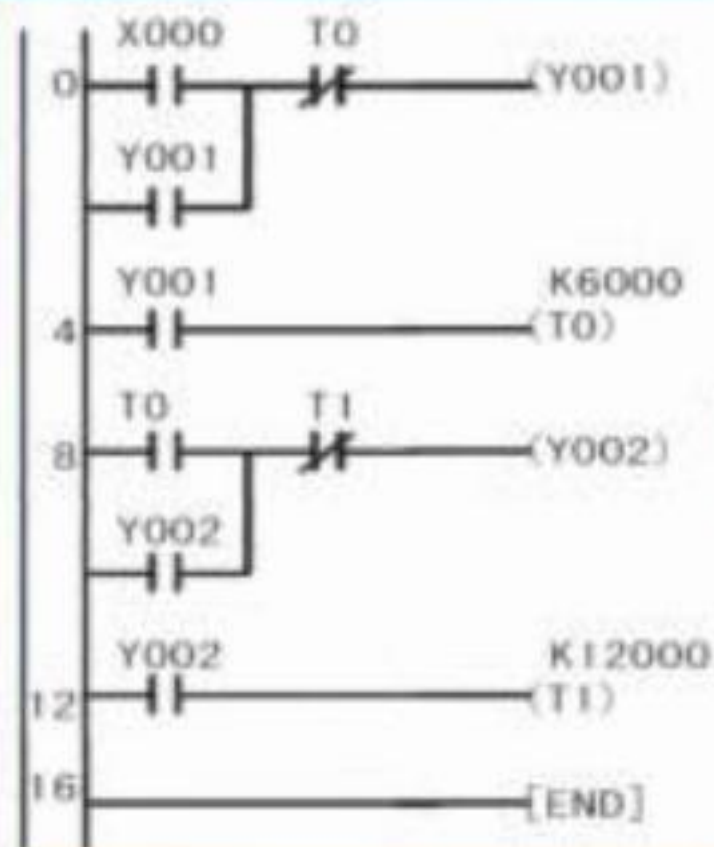 X000 T0
0 (Y001)
Y001
Y001 K6000
4 (T0)
T0 T1
8 (Y002)
Y002
Y002 K12000
12 (T1)
16 [END]